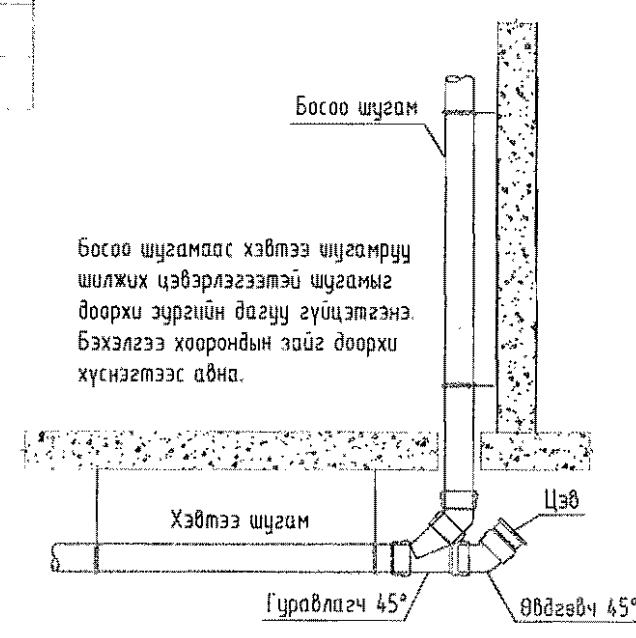 Босоо шугам
Босоо шугамаас хэвтээ шугамруу
шилжих цэвэрлэгээтэй шугамыг
доорхи зургийн дагуу гүйцэтгэнэ.
Бэхэлгээ хоорондын зайг доорхи
хүснэгтээс авна.
Хэвтээ шугам
Цэв
Гуравлагч 45°
Өвдгөвч 45°